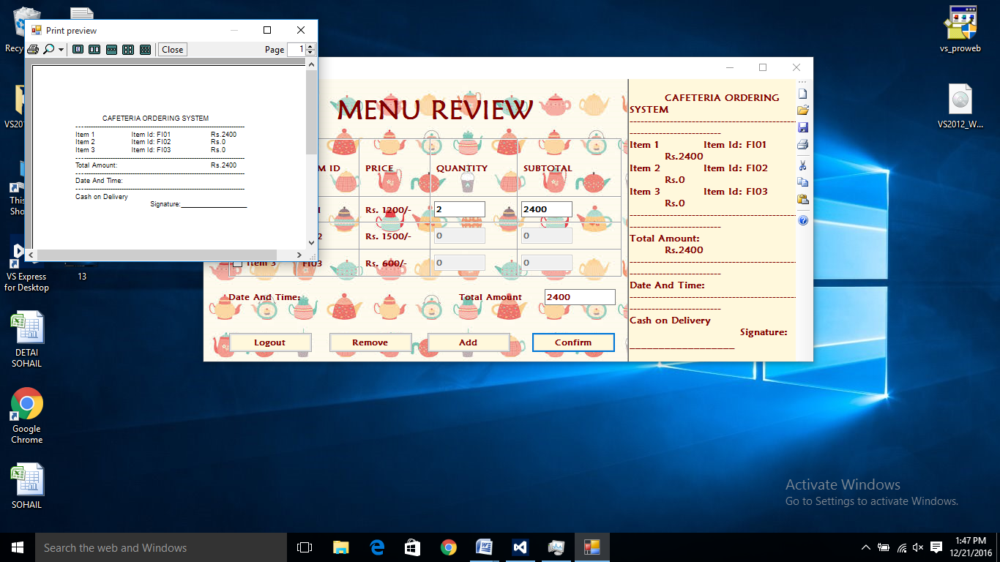 Print preview
Close
Page 1
CAFETERIA ORDERING SYSTEM
Item 1 Item Id: FI01 Rs.2400
Item 2 Item Id: FI02 Rs.0
Item 3 Item Id: FI03 Rs.0
Total Amount: Rs.2400
Date And Time:
Cash on Delivery
Signature:
MENU REVIEW
M ID PRICE QUANTITY SUBTOTAL
1 Rs. 1200/- 2 2400
2 Rs. 1500/- 0 0
Item 3 FI03 Rs. 600/- 0 0
Date And Time: Total Amount 2400
Logout Remove Add Confirm
CAFETERIA ORDERING
SYSTEM
Item 1 Item Id: FI01
Rs.2400
Item 2 Item Id: FI02
Rs.0
Item 3 Item Id: FI03
Rs.0
Total Amount:
Rs.2400
Date And Time:
Cash on Delivery
Signature:
Recy
VS201
This
Sho
VS Express
for Desktop
13
DETAI
SOHAIL
Google
Chrome
SOHAIL
vs_proweb
VS2012_W...
Activate Windows
Go to Settings to activate Windows.
Search the web and Windows
1:47 PM
12/21/2016